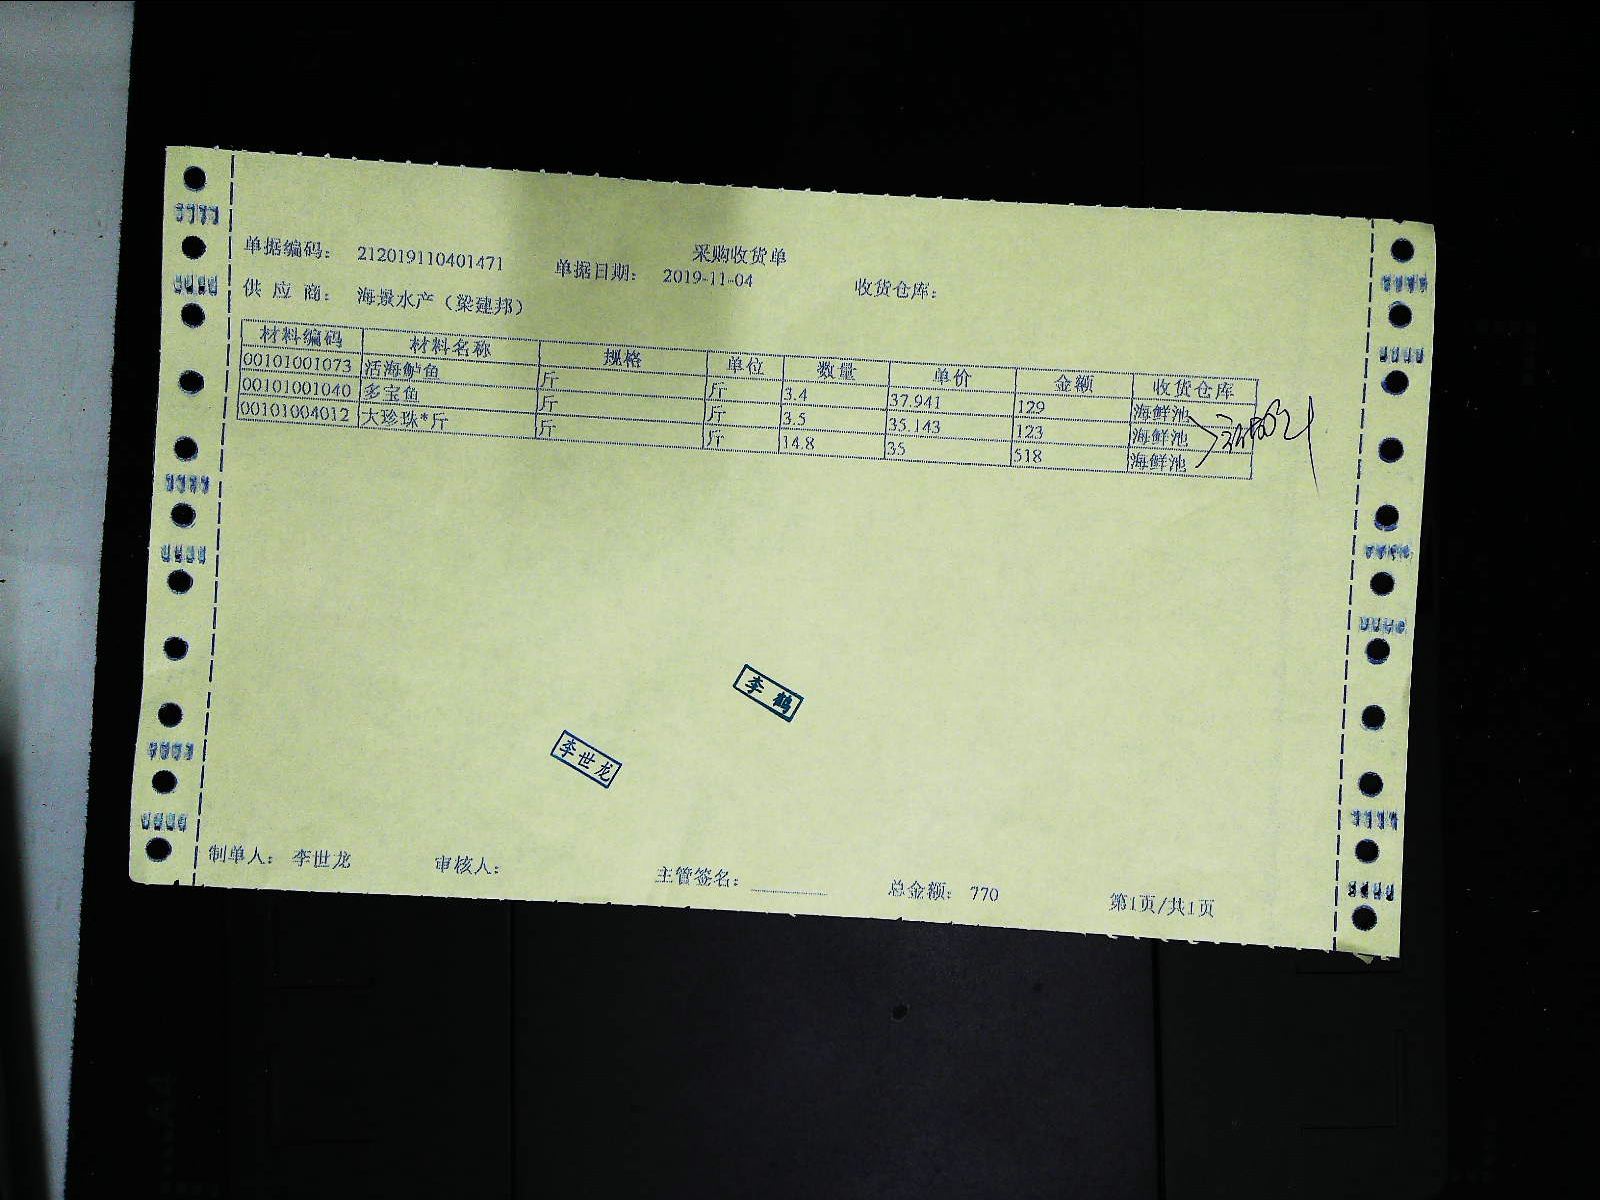 采购收货单
单据编码： 212019110401471 单据日期： 2019-11-04 收货仓库：
供 应 商： 海景水产（梁建邦）
材料编码 材料名称 规格 单位 数量 单价 金额 收货仓库
00101001073 活海鲈鱼 斤 斤 3.4 37.941 129 海鲜池
00101001040 多宝鱼 斤 斤 3.5 35.143 123 海鲜池
00101004012 大珍珠*斤 斤 斤 14.8 35 518 海鲜池
李鹤
李世龙
制单人： 李世龙 审核人： 主管签名： 总金额： 770 第1页/共1页